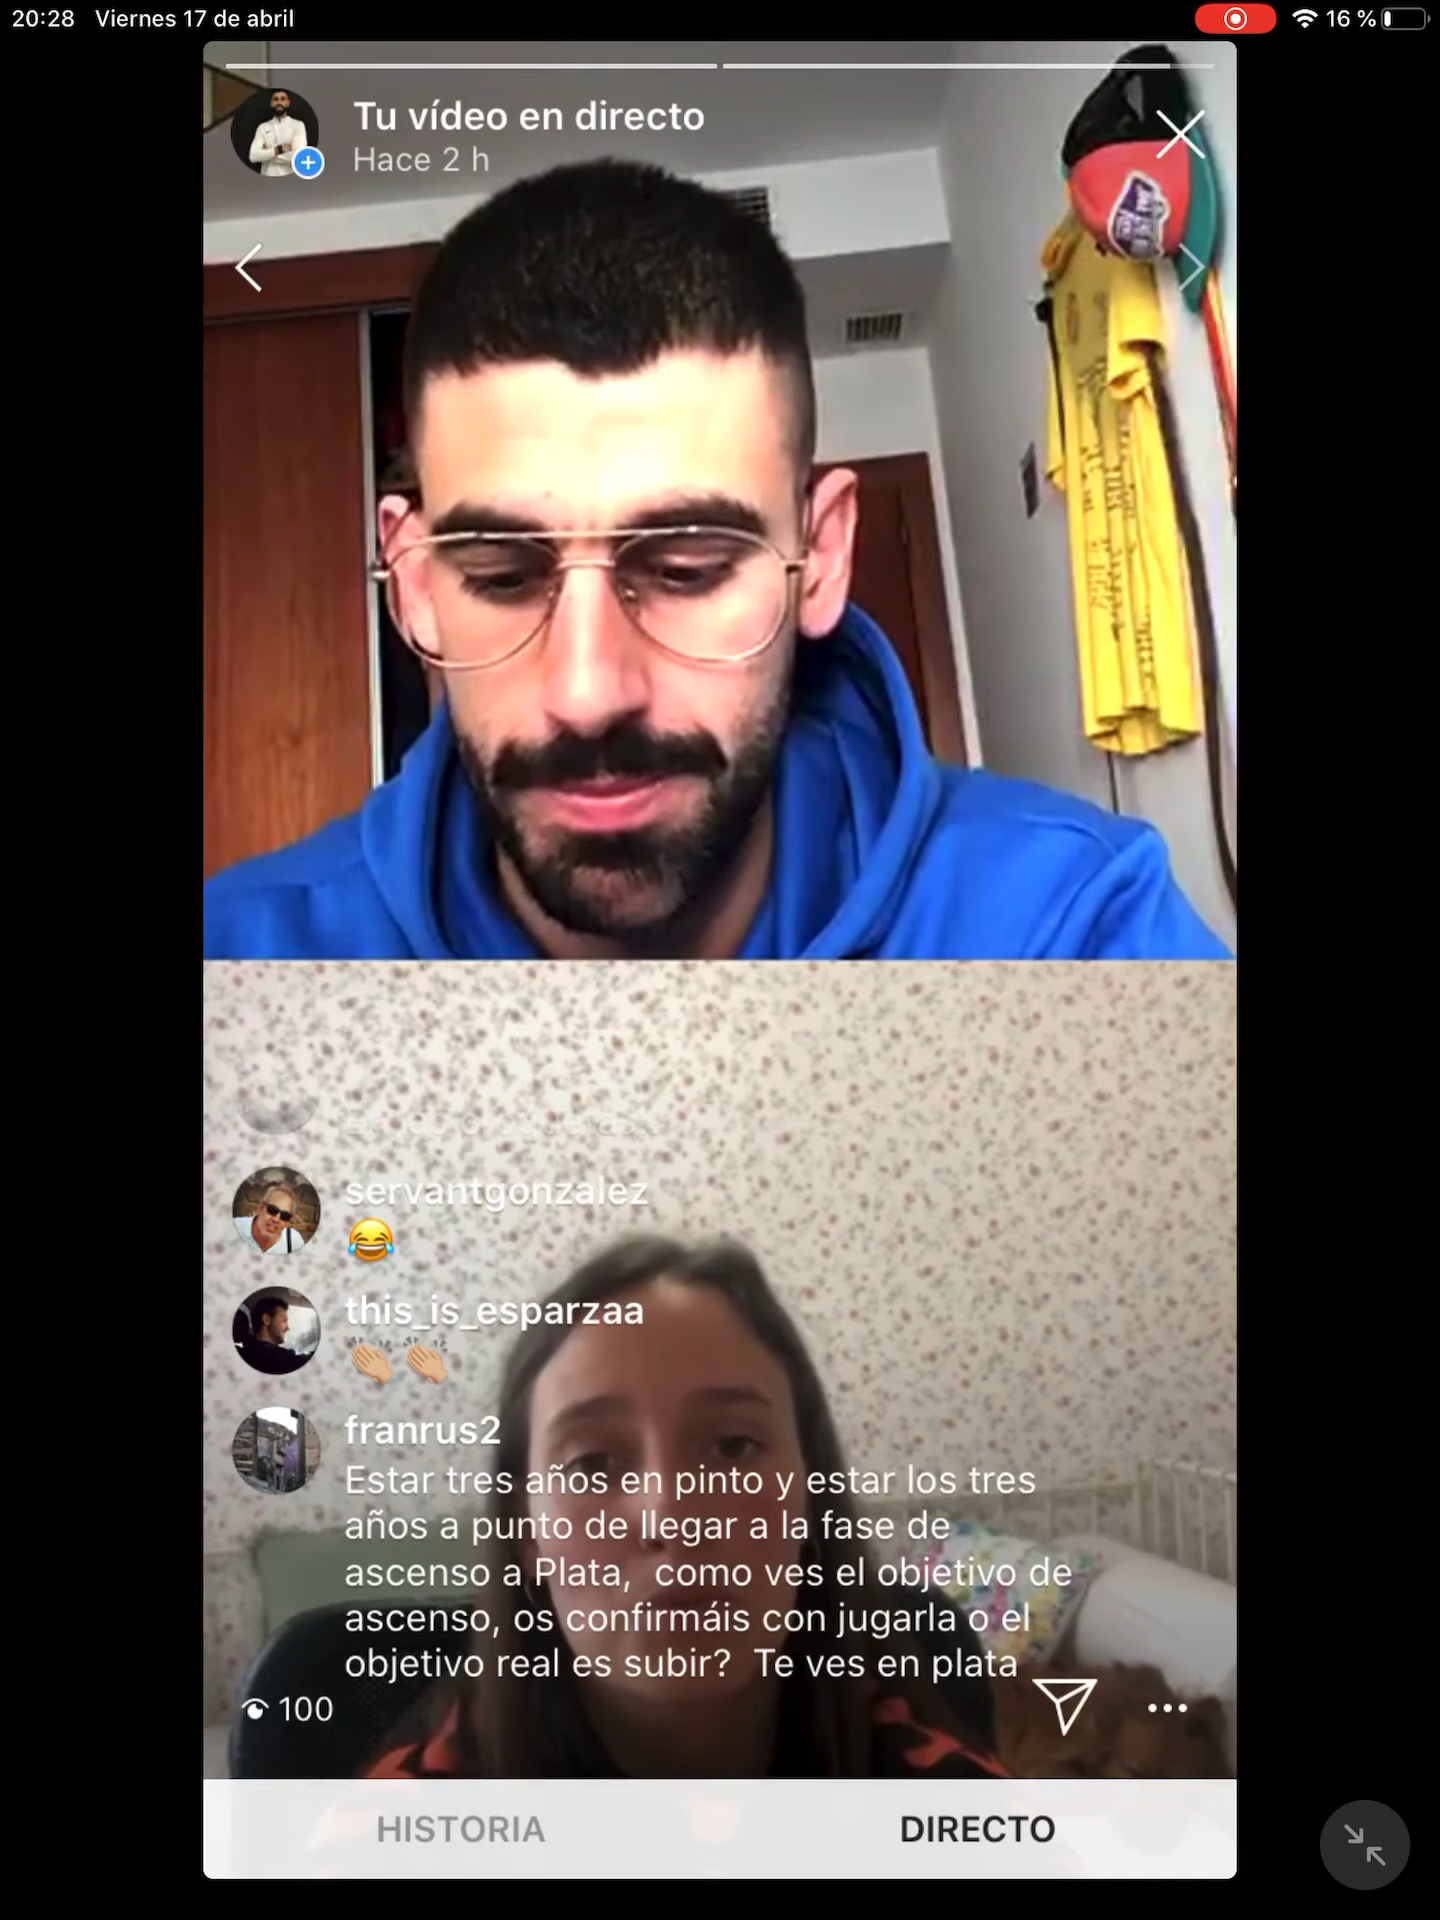 20:28 Viernes 17 de abril
16 %
Tu vídeo en directo
Hace 2 h
servantgonzalez
😂
this_is_esparzaa
👏🏼👏🏼
franrus2
Estar tres años en pinto y estar los tres
años a punto de llegar a la fase de
ascenso a Plata,  como ves el objetivo de
ascenso, os confirmáis con jugarla o el
objetivo real es subir?  Te ves en plata
100
HISTORIA
DIRECTO